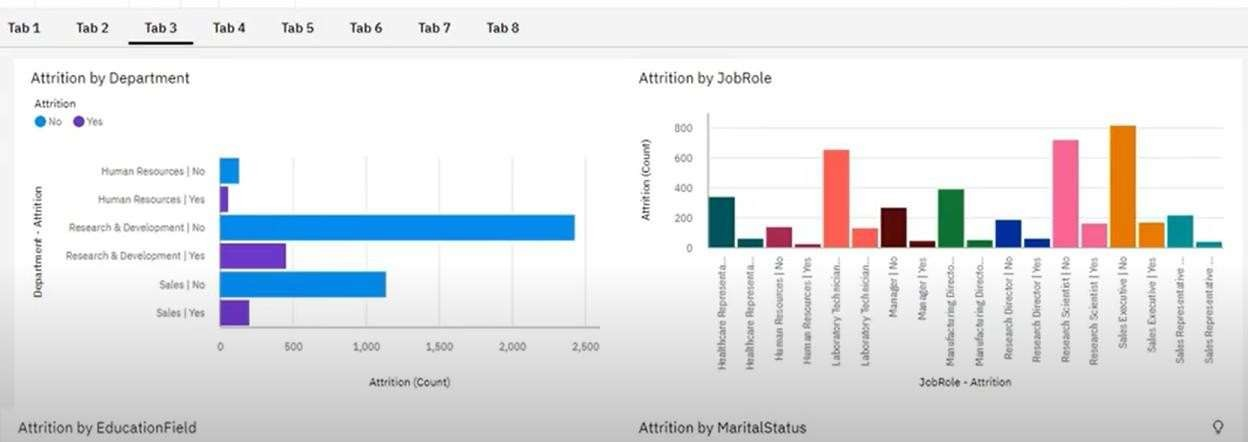 Tab 1 Tab 2 Tab 3 Tab 4 Tab 5 Tab 6 Tab 7 Tab 8
Attrition by Department
Attrition
No Yes
Department - Attrition
Human Resources | No
Human Resources | Yes
Research & Development | No
Research & Development | Yes
Sales | No
Sales | Yes
0 500 1,000 1,500 2,000 2,500
Attrition (Count)
Attrition by JobRole
Attrition (Count)
800
600
400
200
0
Healthcare Representa...
Healthcare Representa...
Human Resources | No
Human Resources | Yes
Laboratory Technician...
Laboratory Technician...
Manager | No
Manager | Yes
Manufacturing Directo...
Manufacturing Directo...
Research Director | No
Research Director | Yes
Research Scientist | No
Research Scientist | Yes
Sales Executive | No
Sales Executive | Yes
Sales Representative ...
Sales Representative ...
JobRole - Attrition
Attrition by EducationField
Attrition by MaritalStatus